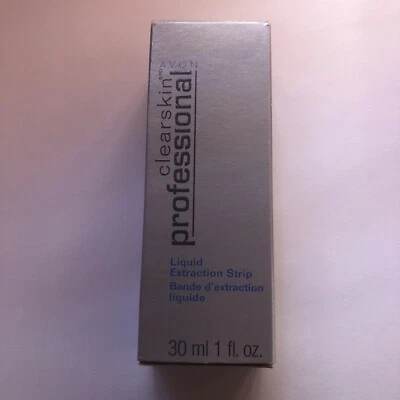 AVON
clearskin
professional
Liquid
Extraction Strip
Bande d'extraction
liquide
30 ml 1 fl. oz.